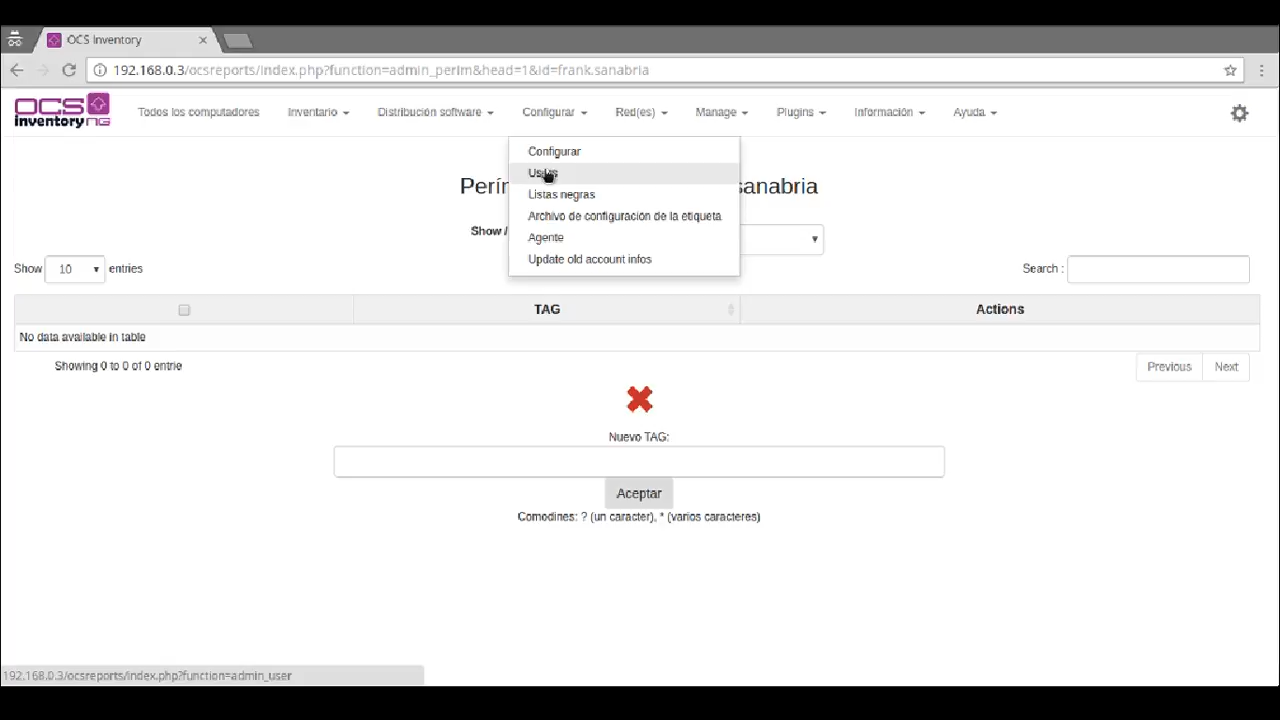 OCS Inventory
192.168.0.3/ocsreports/index.php?function=admin_perim&head=1&id=frank.sanabria
OCS
inventory NG
Todos los computadores Inventario Distribución software Configurar Red(es) Manage Plugins Información Ayuda
Configurar
Listas negras
Archivo de configuración de la etiqueta
Agente
Update old account infos
sanabria
Show /
Show 10 entries
Search :
TAG Actions
No data available in table
Showing 0 to 0 of 0 entrie
Previous Next
Nuevo TAG:
Aceptar
Comodines: ? (un caracter), * (varios caracteres)
192.168.0.3/ocsreports/index.php?function=admin_user